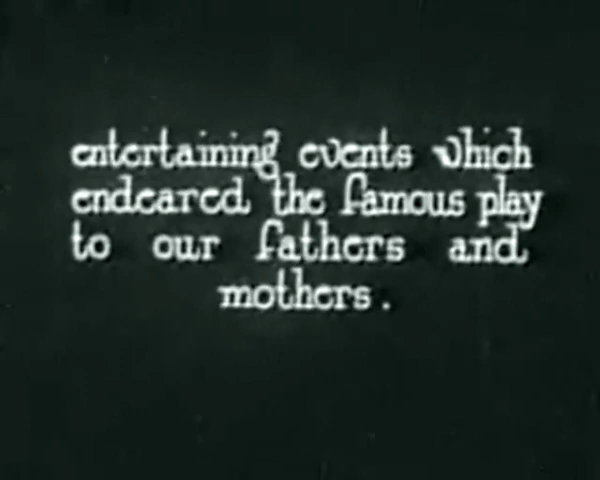 entertaining events which
endeared the famous play
to our fathers and
mothers.